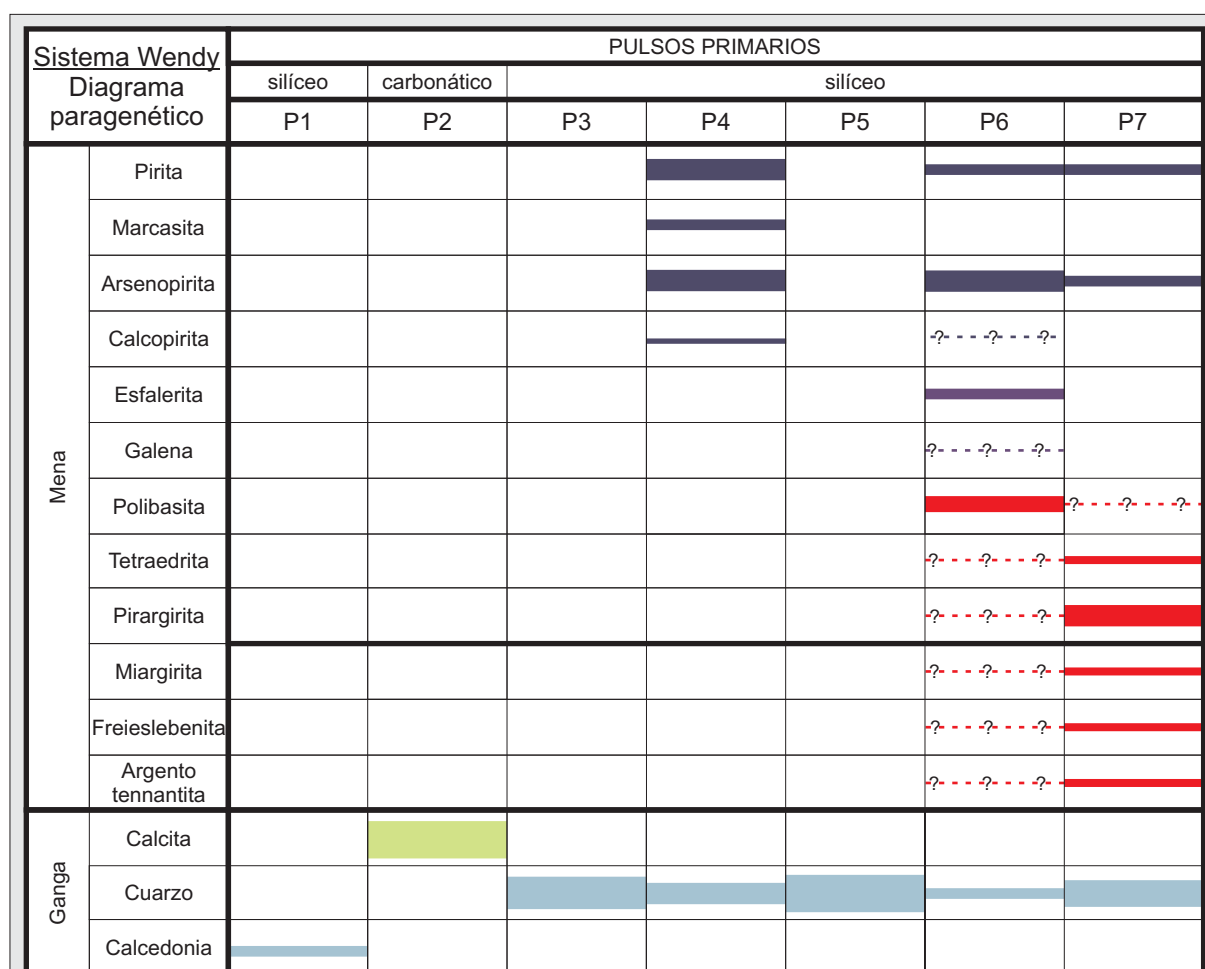 Sistema Wendy
Diagrama
paragenético
PULSOS PRIMARIOS
silíceo carbonático silíceo
P1 P2 P3 P4 P5 P6 P7
Mena
Pirita
Marcasita
Arsenopirita
Calcopirita ? ? ?
Esfalerita
Galena ? ? ?
Polibasita ? ? ?
Tetraedrita ? ? ?
Pirargirita ? ? ?
Miargirita ? ? ?
Freieslebenita ? ? ?
Argento
tennantita ? ? ?
Ganga
Calcita
Cuarzo
Calcedonia